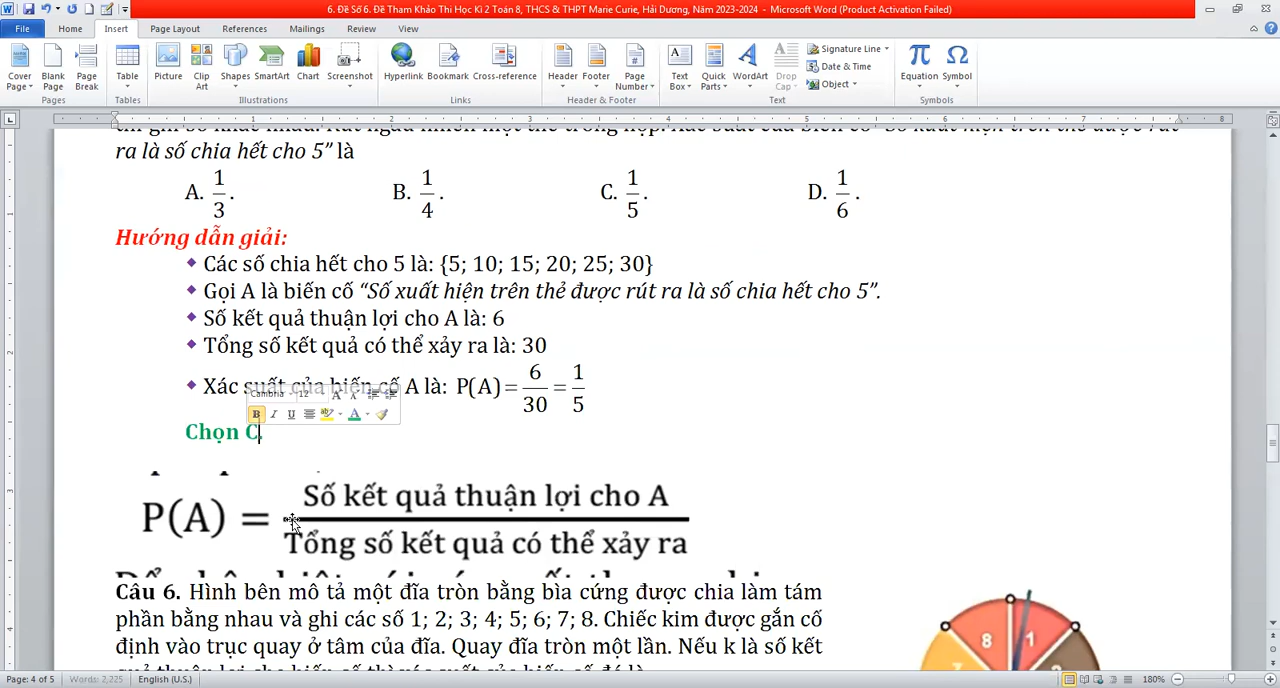 6. Đề Số 6. Đề Tham Khảo Thi Học Kì 2 Toán 8, THCS & THPT Marie Curie, Hải Dương, Năm 2023-2024 - Microsoft Word (Product Activation Failed)
File Home Insert Page Layout References Mailings Review View
Cover Page Blank Page Page Break Table Picture Clip Art Shapes SmartArt Chart Screenshot Hyperlink Bookmark Cross-reference Header Footer Page Number Text Box Quick Parts WordArt Drop Cap Signature Line Date & Time Object Equation Symbol
Pages Tables Illustrations Links Header & Footer Text Symbols
ra là số chia hết cho 5” là
A. 1/3. B. 1/4. C. 1/5. D. 1/6.
Hướng dẫn giải:
Các số chia hết cho 5 là: {5; 10; 15; 20; 25; 30}
Gọi A là biến cố “Số xuất hiện trên thẻ được rút ra là số chia hết cho 5”.
Số kết quả thuận lợi cho A là: 6
Tổng số kết quả có thể xảy ra là: 30
Xác suất của biến cố A là: P(A) = 6/30 = 1/5
Cambria 12
B I U
Chọn C
P(A) = Số kết quả thuận lợi cho A
Tổng số kết quả có thể xảy ra
Câu 6. Hình bên mô tả một đĩa tròn bằng bìa cứng được chia làm tám
phần bằng nhau và ghi các số 1; 2; 3; 4; 5; 6; 7; 8. Chiếc kim được gắn cố
định vào trục quay ở tâm của đĩa. Quay đĩa tròn một lần. Nếu k là số kết
8 1
Page: 4 of 5 Words: 2,225 English (U.S.) 180%